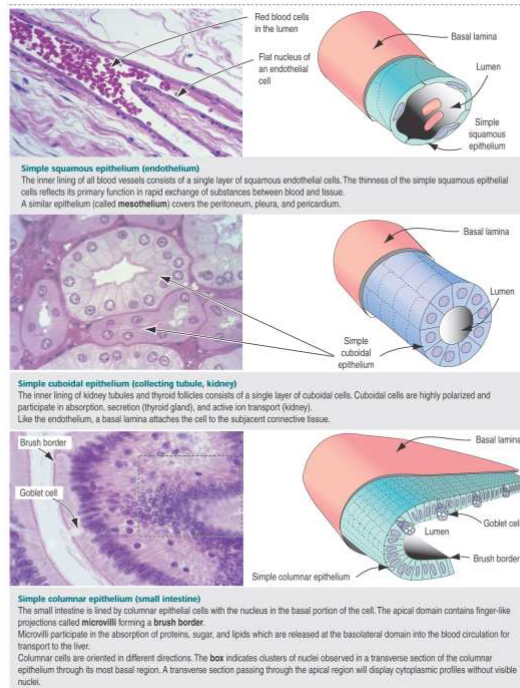 Red blood cells
in the lumen
Flat nucleus of
an endothelial
cell
Basal lamina
Lumen
Simple
squamous
epithelium
Simple squamous epithelium (endothelium)
The inner lining of all blood vessels consists of a single layer of squamous endothelial cells. The thinness of the simple squamous epithelial
cells reflects its primary function in rapid exchange of substances between blood and tissue.
A similar epithelium (called mesothelium) covers the peritoneum, pleura, and pericardium.
Basal lamina
Lumen
Simple
cuboidal
epithelium
Simple cuboidal epithelium (collecting tubule, kidney)
The inner lining of kidney tubules and thyroid follicles consists of a single layer of cuboidal cells. Cuboidal cells are highly polarized and
participate in absorption, secretion (thyroid gland), and active ion transport (kidney).
Like the endothelium, a basal lamina attaches the cell to the subjacent connective tissue.
Brush border
Goblet cell
Basal lamina
Goblet cell
Lumen
Brush border
Simple columnar epithelium
Simple columnar epithelium (small intestine)
The small intestine is lined by columnar epithelial cells with the nucleus in the basal portion of the cell. The apical domain contains finger-like
projections called microvilli forming a brush border.
Microvilli participate in the absorption of proteins, sugar, and lipids which are released at the basolateral domain into the blood circulation for
transport to the liver.
Columnar cells are oriented in different directions. The box indicates clusters of nuclei observed in a transverse section of the columnar
epithelium through its most basal region. A transverse section passing through the apical region will display cytoplasmic profiles without visible
nuclei.